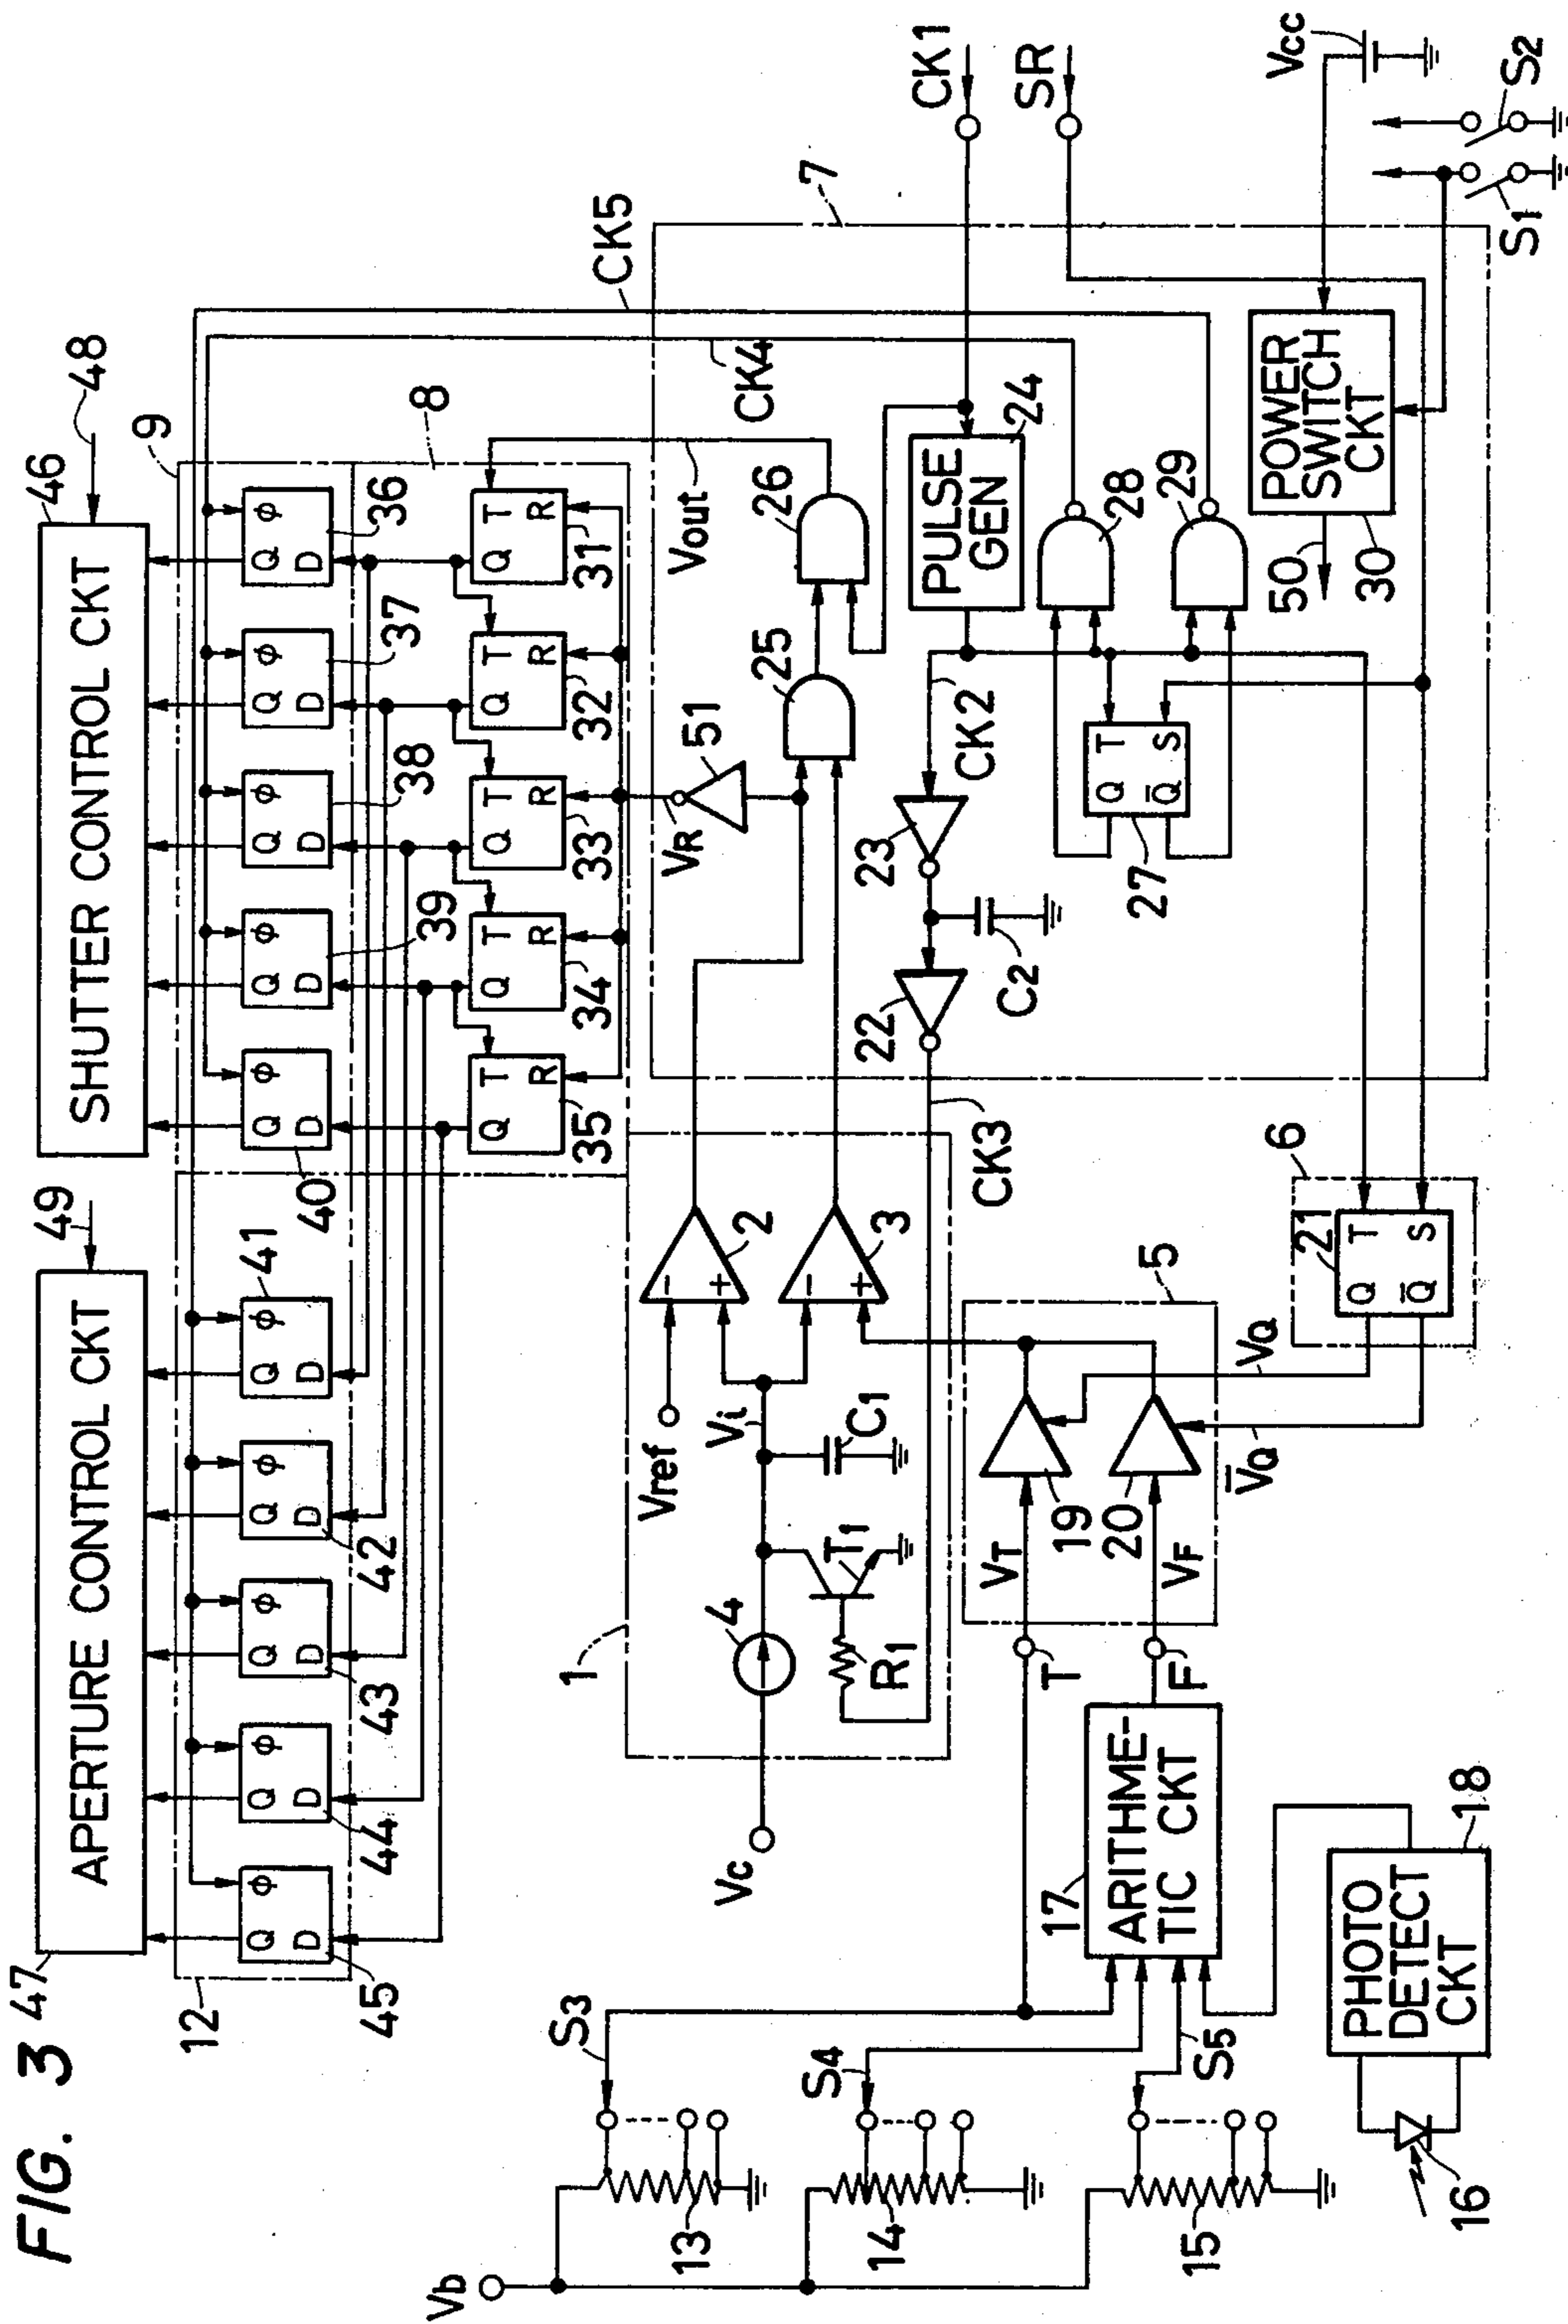 FIG. 3
47
APERTURE CONTROL CKT
49
46
SHUTTER CONTROL CKT
48
12
9
8
Q Φ D 45
Q Φ D 44
Q Φ D 43
Q Φ D 42
Q Φ D 41
Q Φ D 40
Q Φ D 39
Q Φ D 38
Q Φ D 37
Q Φ D 36
Q T R 35
Q T R 34
Q T R 33
Q T R 32
Q T R 31
CK5
CK4
Vout
VR
51
7
CK1
SR
Vb
13
14
15
S3
S4
S5
1
Vc
4
R1
T1
C1
Vi
Vref
2
3
- +
- +
CK3
22
23
C2
CK2
25
26
PULSE
GEN
24
28
29
27
Q T
Q̄ S
17
ARITHME-
TIC CKT
T
F
VT
VF
19
20
5
VQ
V̄Q
6
21
Q T
Q̄ S
16
PHOTO
DETECT
CKT
18
POWER
SWITCH
CKT
30
50
Vcc
S1
S2